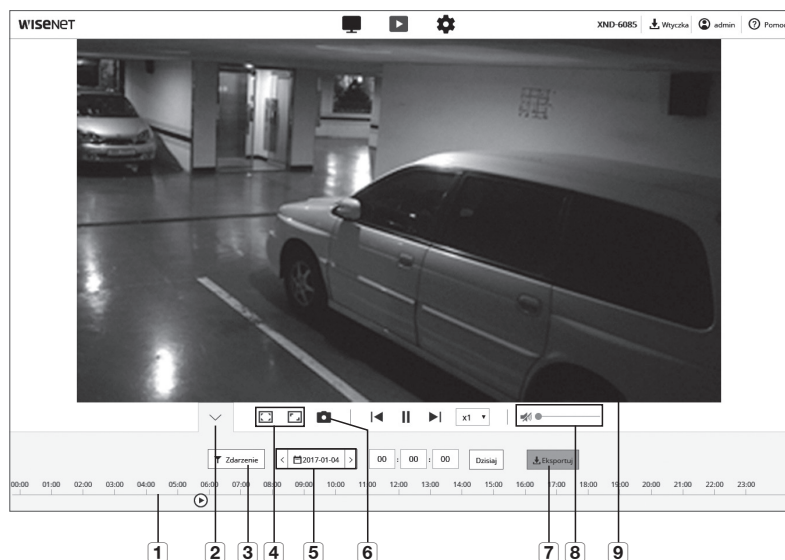 WISENET XND-6085 Wtyczka admin Pomoc
x1
Zdarzenie 2017-01-04 00 : 00 : 00 Dzisiaj Eksportuj
00:00 01:00 02:00 03:00 04:00 05:00 06:00 07:00 08:00 09:00 10:00 11:00 12:00 13:00 14:00 15:00 16:00 17:00 18:00 19:00 20:00 21:00 22:00 23:00
1 2 3 4 5 6 7 8 9